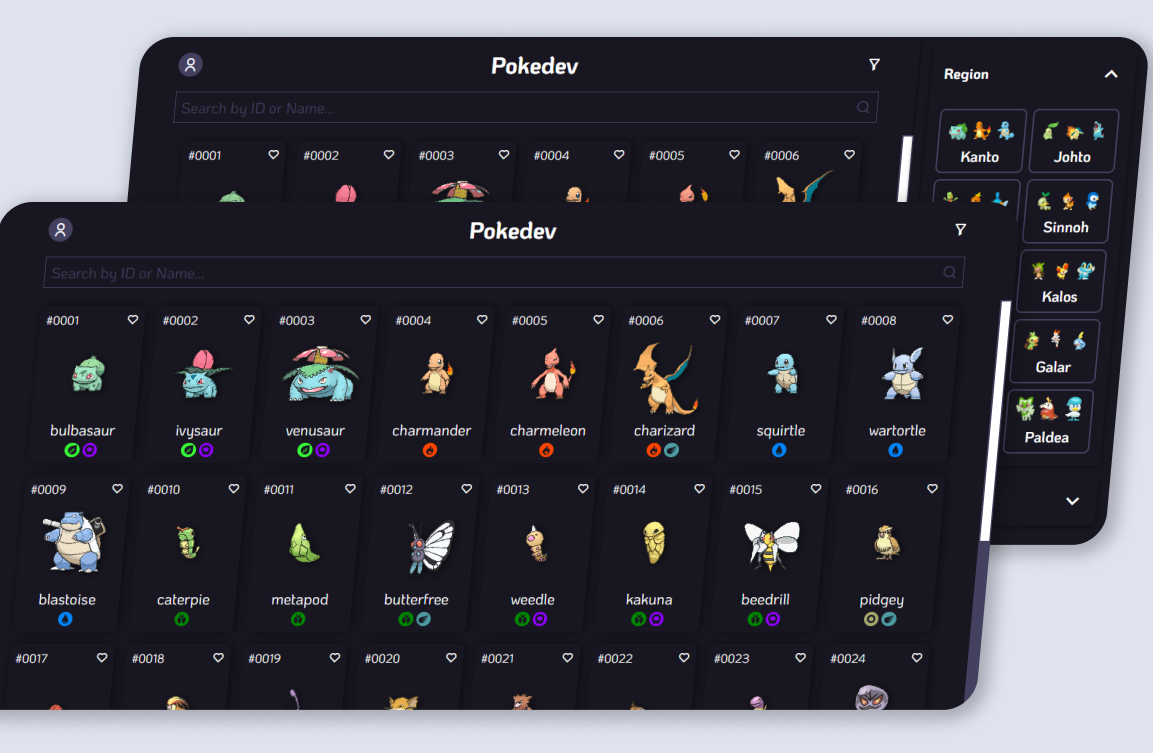 Pokedev
Region
Search by ID or Name...
#0001 #0002 #0003 #0004 #0005 #0006
Kanto Johto
Sinnoh
Kalos
Galar
Paldea
Pokedev
Search by ID or Name...
#0001 #0002 #0003 #0004 #0005 #0006 #0007 #0008
bulbasaur ivysaur venusaur charmander charmeleon charizard squirtle wartortle
#0009 #0010 #0011 #0012 #0013 #0014 #0015 #0016
blastoise caterpie metapod butterfree weedle kakuna beedrill pidgey
#0017 #0018 #0019 #0020 #0021 #0022 #0023 #0024